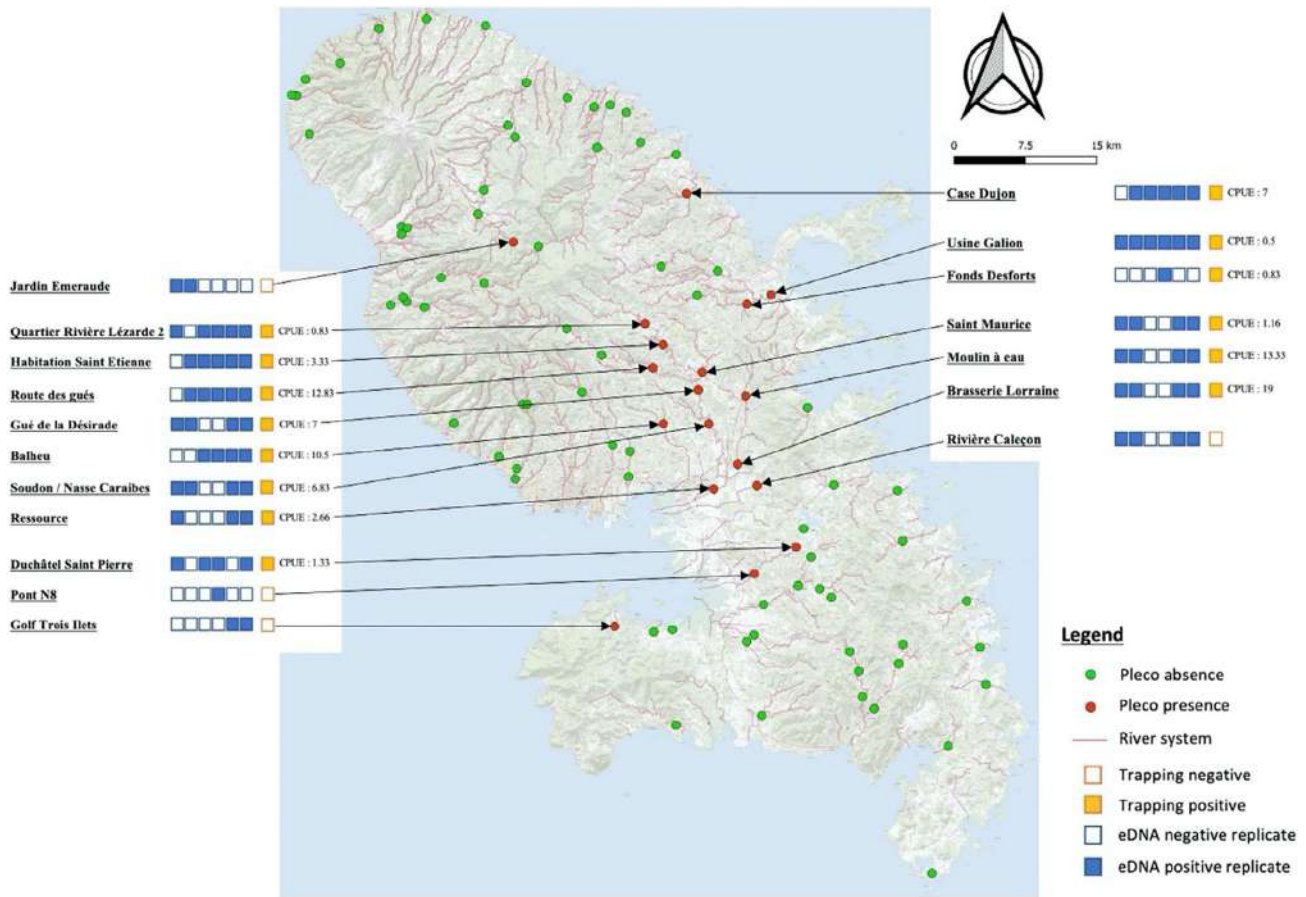 0 7.5 15 km
Jardin Emeraude
Quartier Rivière Lézarde 2 CPUE : 0.83
Habitation Saint Etienne CPUE : 3.33
Route des gués CPUE : 12.83
Gué de la Désirade CPUE : 7
Balheu CPUE : 10.5
Soudon / Nasse Caraibes CPUE : 6.83
Ressource CPUE : 2.66
Duchâtel Saint Pierre CPUE : 1.33
Pont N8
Golf Trois Ilets
Case Dujon CPUE : 7
Usine Galion CPUE : 0.5
Fonds Desforts CPUE : 0.83
Saint Maurice CPUE : 1.16
Moulin à eau CPUE : 13.33
Brasserie Lorraine CPUE : 19
Rivière Caleçon
Legend
Pleco absence
Pleco presence
River system
Trapping negative
Trapping positive
eDNA negative replicate
eDNA positive replicate